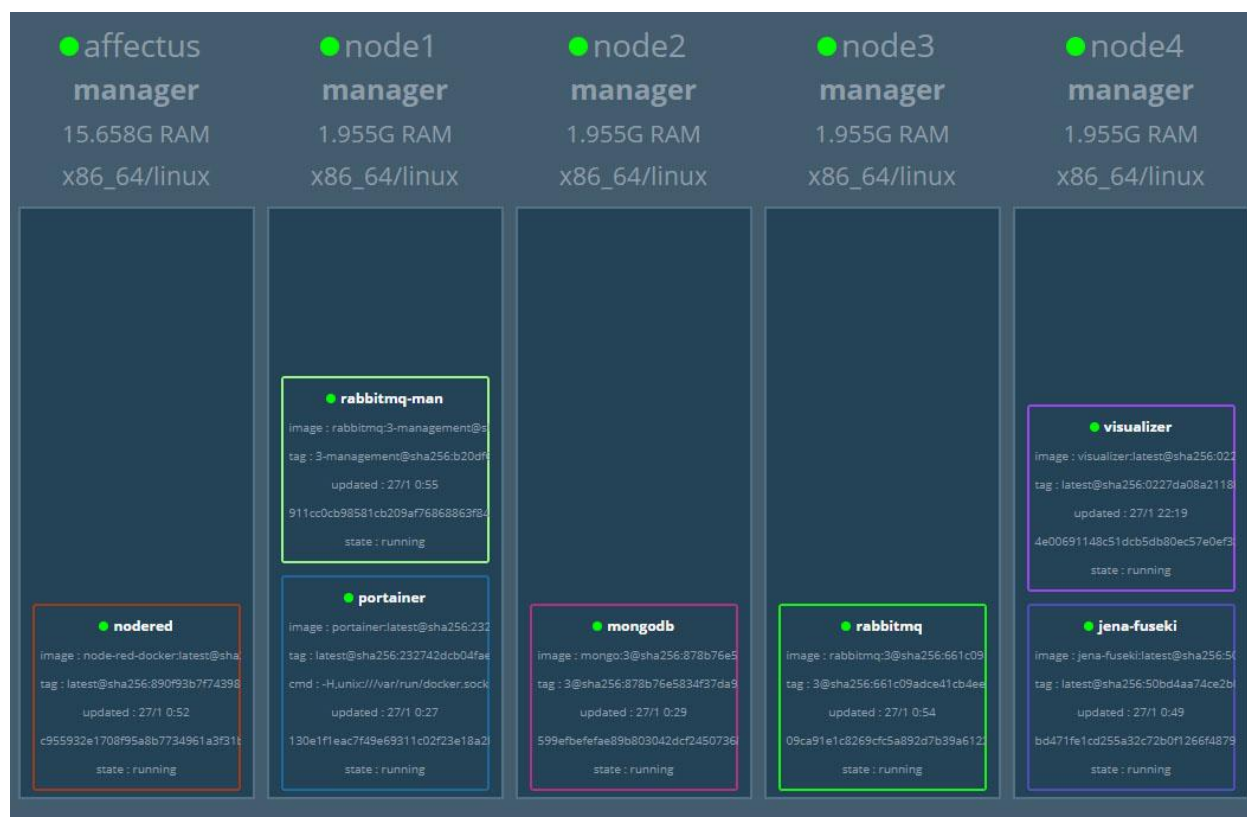 affectus
manager
15.658G RAM
x86_64/linux
nodered
image : node-red-docker:latest@sha
tag : latest@sha256:890f93b7f74398
updated : 27/1 0:52
c955932e1708f95a8b7734961a3f31b
state : running
node1
manager
1.955G RAM
x86_64/linux
rabbitmq-man
image : rabbitmq:3-management@s
tag : 3-management@sha256:b20df
updated : 27/1 0:55
911cc0cb98581cb209af76868863f84
state : running
portainer
image : portainer:latest@sha256:232
tag : latest@sha256:232742dcb04fae
cmd : -H,unix:///var/run/docker.sock
updated : 27/1 0:27
130e1f1eac7f49e69311c02f23e18a2
state : running
node2
manager
1.955G RAM
x86_64/linux
mongodb
image : mongo:3@sha256:878b76e5
tag : 3@sha256:878b76e5834f37da9
updated : 27/1 0:29
599efbefefae89b803042dcf2450736
state : running
node3
manager
1.955G RAM
x86_64/linux
rabbitmq
image : rabbitmq:3@sha256:661c09
tag : 3@sha256:661c09adce41cb4ee
updated : 27/1 0:54
09ca91e1c8269cfc5a892d7b39a612
state : running
node4
manager
1.955G RAM
x86_64/linux
visualizer
image : visualizer:latest@sha256:022
tag : latest@sha256:0227da08a2118
updated : 27/1 22:19
4e00691148c51dcb5db80ec57e0ef3
state : running
jena-fuseki
image : jena-fuseki:latest@sha256:50
tag : latest@sha256:50bd4aa74ce2b
updated : 27/1 0:49
bd471fe1cd255a32c72b0f1266f4879
state : running